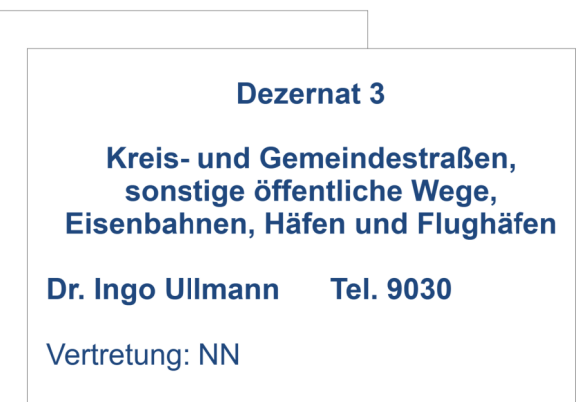 Dezernat 3
Kreis- und Gemeindestraßen,
sonstige öffentliche Wege,
Eisenbahnen, Häfen und Flughäfen
Dr. Ingo Ullmann Tel. 9030
Vertretung: NN